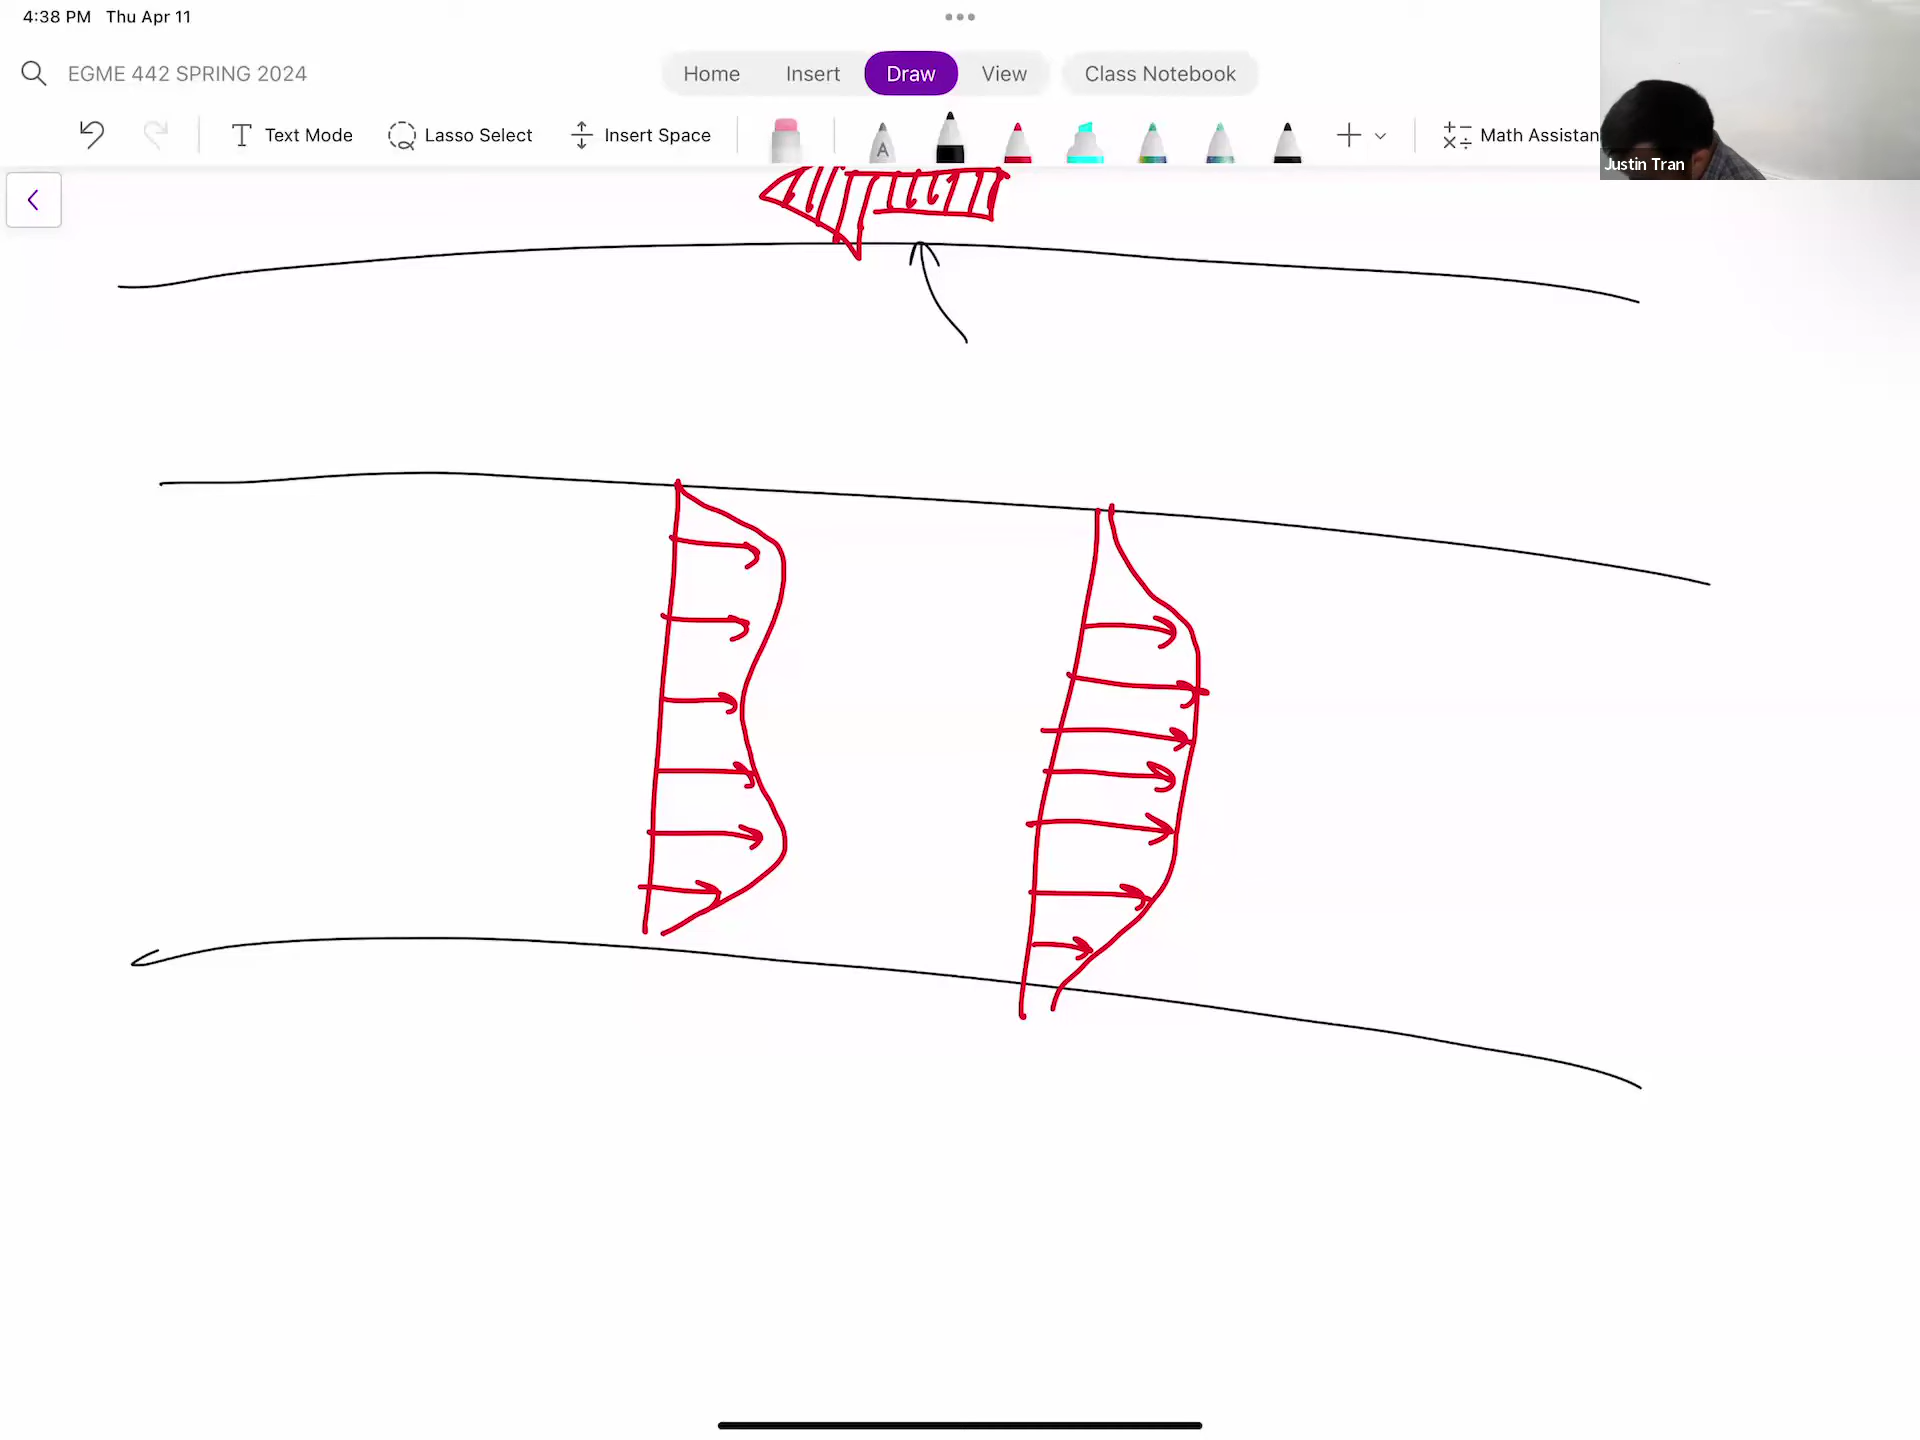 4:38 PM Thu Apr 11
EGME 442 SPRING 2024
Home Insert Draw View Class Notebook
T Text Mode Lasso Select Insert Space A Math Assistan
Justin Tran